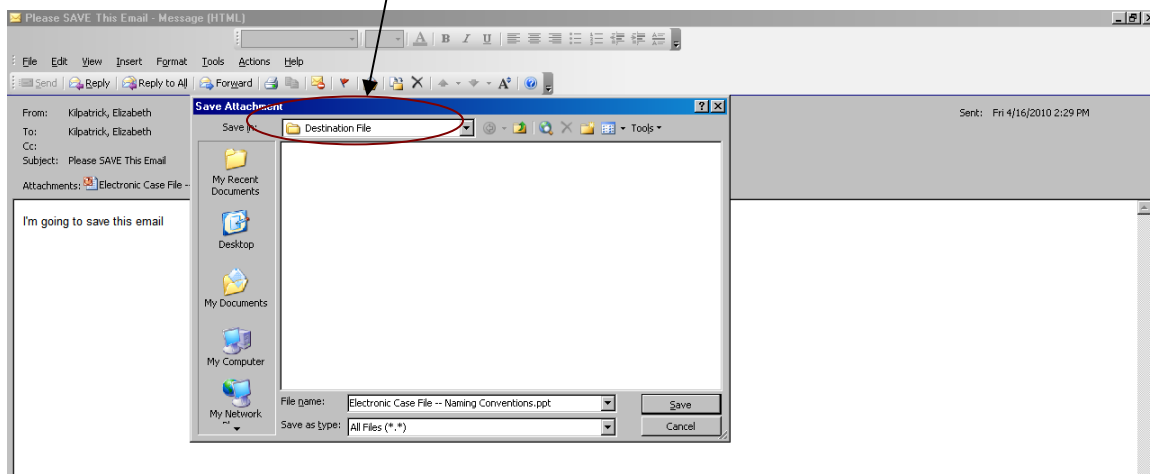 Please SAVE This Email - Message (HTML)
A B I U
File Edit View Insert Format Tools Actions Help
Send Reply Reply to All Forward
From: Kilpatrick, Elizabeth
Sent: Fri 4/16/2010 2:29 PM
To: Kilpatrick, Elizabeth
Cc:
Subject: Please SAVE This Email
Attachments: Electronic Case File --
I'm going to save this email
Save Attachment
Save in: Destination File Tools
My Recent
Documents
Desktop
My Documents
My Computer
My Network
File name: Electronic Case File -- Naming Conventions.ppt Save
Save as type: All Files (*.*) Cancel